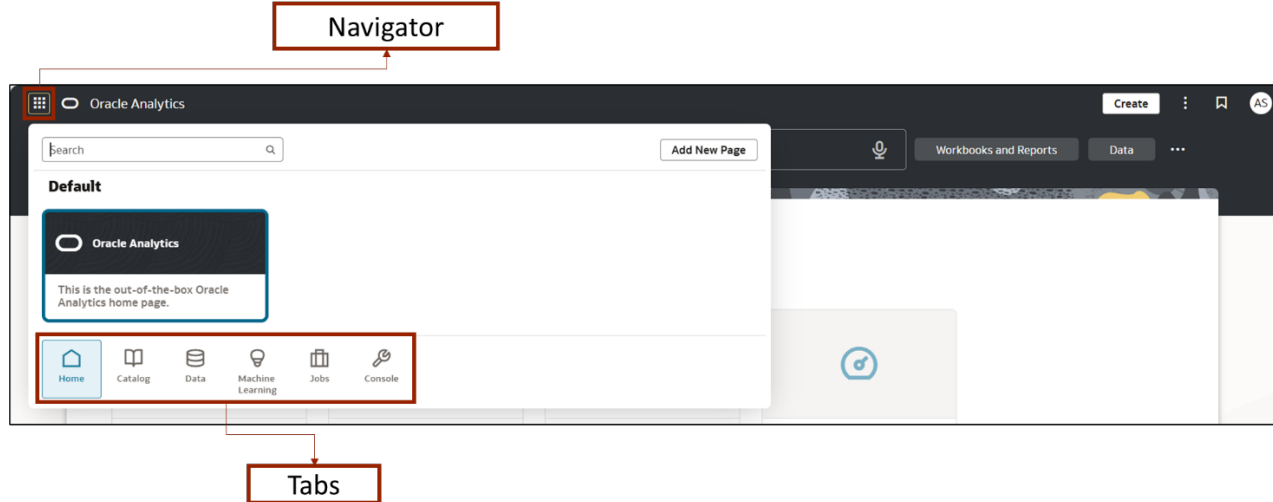 Navigator
Oracle Analytics
Create
AS
Search
Add New Page
Workbooks and Reports
Data
Default
Oracle Analytics
This is the out-of-the-box Oracle
Analytics home page.
Home
Catalog
Data
Machine
Learning
Jobs
Console
Tabs